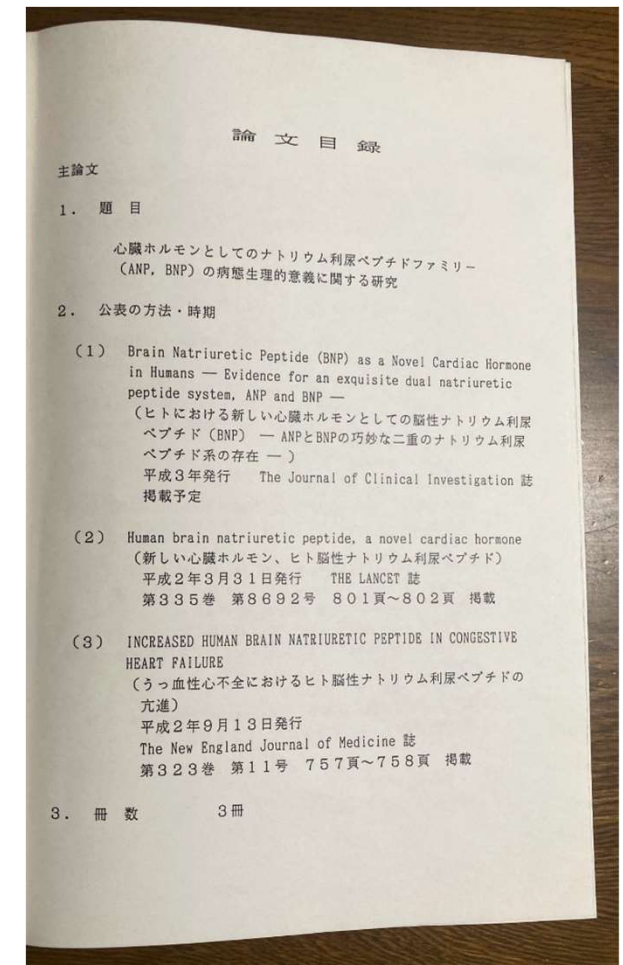 論文目録
主論文
1. 題目
心臓ホルモンとしてのナトリウム利尿ペプチドファミリー
(ANP, BNP)の病態生理的意義に関する研究
2. 公表の方法・時期
(1) Brain Natriuretic Peptide (BNP) as a Novel Cardiac Hormone
in Humans — Evidence for an exquisite dual natriuretic
peptide system, ANP and BNP —
(ヒトにおける新しい心臓ホルモンとしての脳性ナトリウム利尿
ペプチド(BNP) — ANPとBNPの巧妙な二重のナトリウム利尿
ペプチド系の存在 — )
平成3年発行 The Journal of Clinical Investigation 誌
掲載予定
(2) Human brain natriuretic peptide, a novel cardiac hormone
(新しい心臓ホルモン、ヒト脳性ナトリウム利尿ペプチド)
平成2年3月31日発行 THE LANCET 誌
第335巻 第8692号 801頁~802頁 掲載
(3) INCREASED HUMAN BRAIN NATRIURETIC PEPTIDE IN CONGESTIVE
HEART FAILURE
(うっ血性心不全におけるヒト脳性ナトリウム利尿ペプチドの
亢進)
平成2年9月13日発行
The New England Journal of Medicine 誌
第323巻 第11号 757頁~758頁 掲載
3. 冊数 3冊